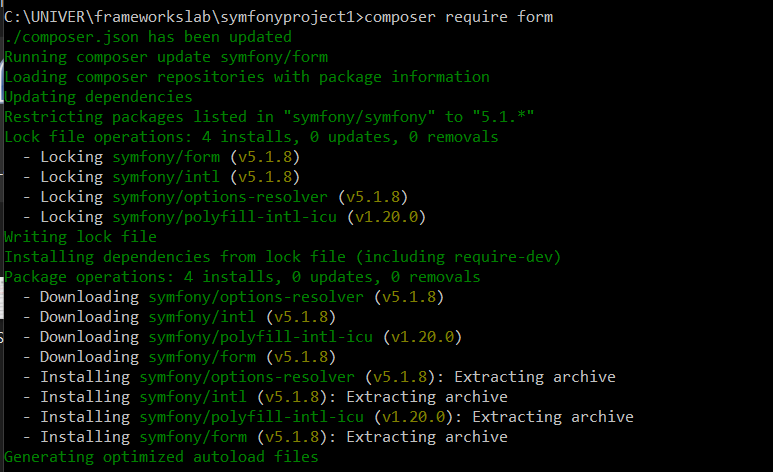 C:\UNIVER\frameworkslab\symfonyproject1>composer require form
./composer.json has been updated
Running composer update symfony/form
Loading composer repositories with package information
Updating dependencies
Restricting packages listed in "symfony/symfony" to "5.1.*"
Lock file operations: 4 installs, 0 updates, 0 removals
  - Locking symfony/form (v5.1.8)
  - Locking symfony/intl (v5.1.8)
  - Locking symfony/options-resolver (v5.1.8)
  - Locking symfony/polyfill-intl-icu (v1.20.0)
Writing lock file
Installing dependencies from lock file (including require-dev)
Package operations: 4 installs, 0 updates, 0 removals
  - Downloading symfony/options-resolver (v5.1.8)
  - Downloading symfony/intl (v5.1.8)
  - Downloading symfony/polyfill-intl-icu (v1.20.0)
  - Downloading symfony/form (v5.1.8)
  - Installing symfony/options-resolver (v5.1.8): Extracting archive
  - Installing symfony/intl (v5.1.8): Extracting archive
  - Installing symfony/polyfill-intl-icu (v1.20.0): Extracting archive
  - Installing symfony/form (v5.1.8): Extracting archive
Generating optimized autoload files